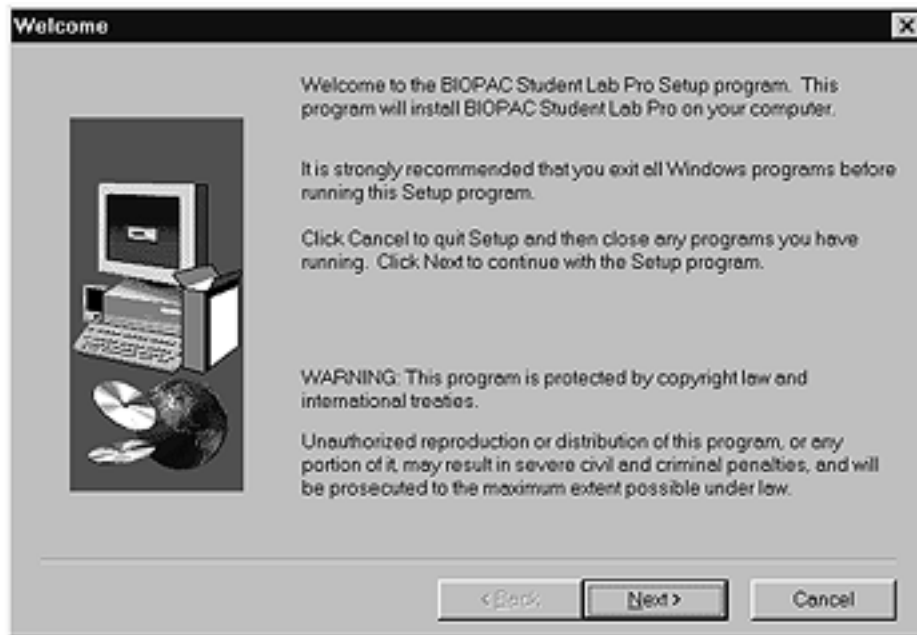 Welcome
Welcome to the BIOPAC Student Lab Pro Setup program. This
program will install BIOPAC Student Lab Pro on your computer.
It is strongly recommended that you exit all Windows programs before
running this Setup program.
Click Cancel to quit Setup and then close any programs you have
running. Click Next to continue with the Setup program.
WARNING: This program is protected by copyright law and
international treaties.
Unauthorized reproduction or distribution of this program, or any
portion of it, may result in severe civil and criminal penalties, and will
be prosecuted to the maximum extent possible under law.
< Back Next > Cancel